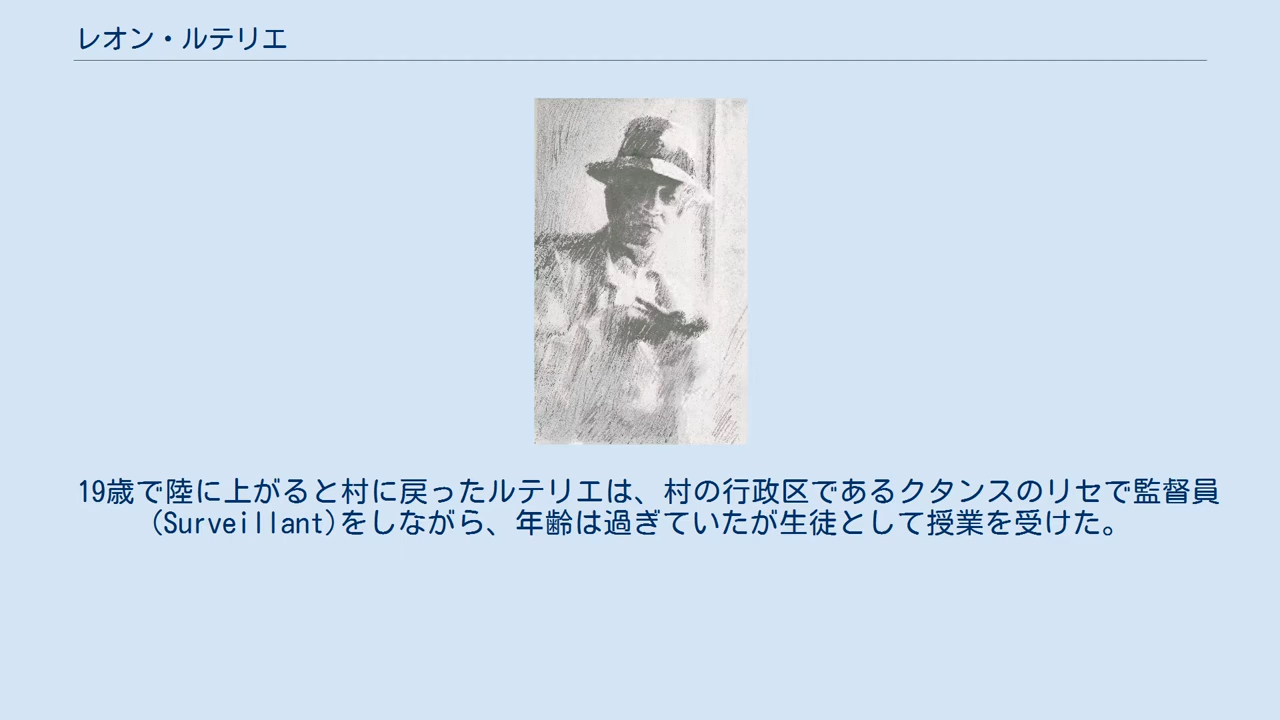 レオン・ルテリエ
19歳で陸に上がると村に戻ったルテリエは、村の行政区であるクタンスのリセで監督員
(Surveillant)をしながら、年齢は過ぎていたが生徒として授業を受けた。